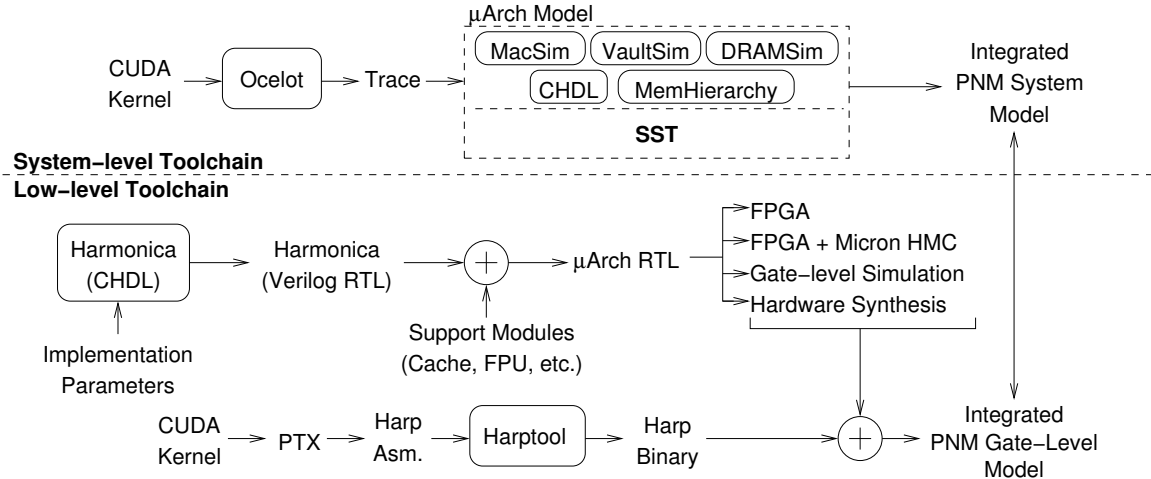 μArch Model
MacSim VaultSim DRAMSim
CHDL MemHierarchy
SST
CUDA
Kernel
Ocelot
Trace
Integrated
PNM System
Model
System-level Toolchain
Low-level Toolchain
Harmonica
(CHDL)
Harmonica
(Verilog RTL)
+
μArch RTL
FPGA
FPGA + Micron HMC
Gate-level Simulation
Hardware Synthesis
Implementation
Parameters
Support Modules
(Cache, FPU, etc.)
CUDA
Kernel
PTX
Harp
Asm.
Harptool
Harp
Binary
+
Integrated
PNM Gate-Level
Model